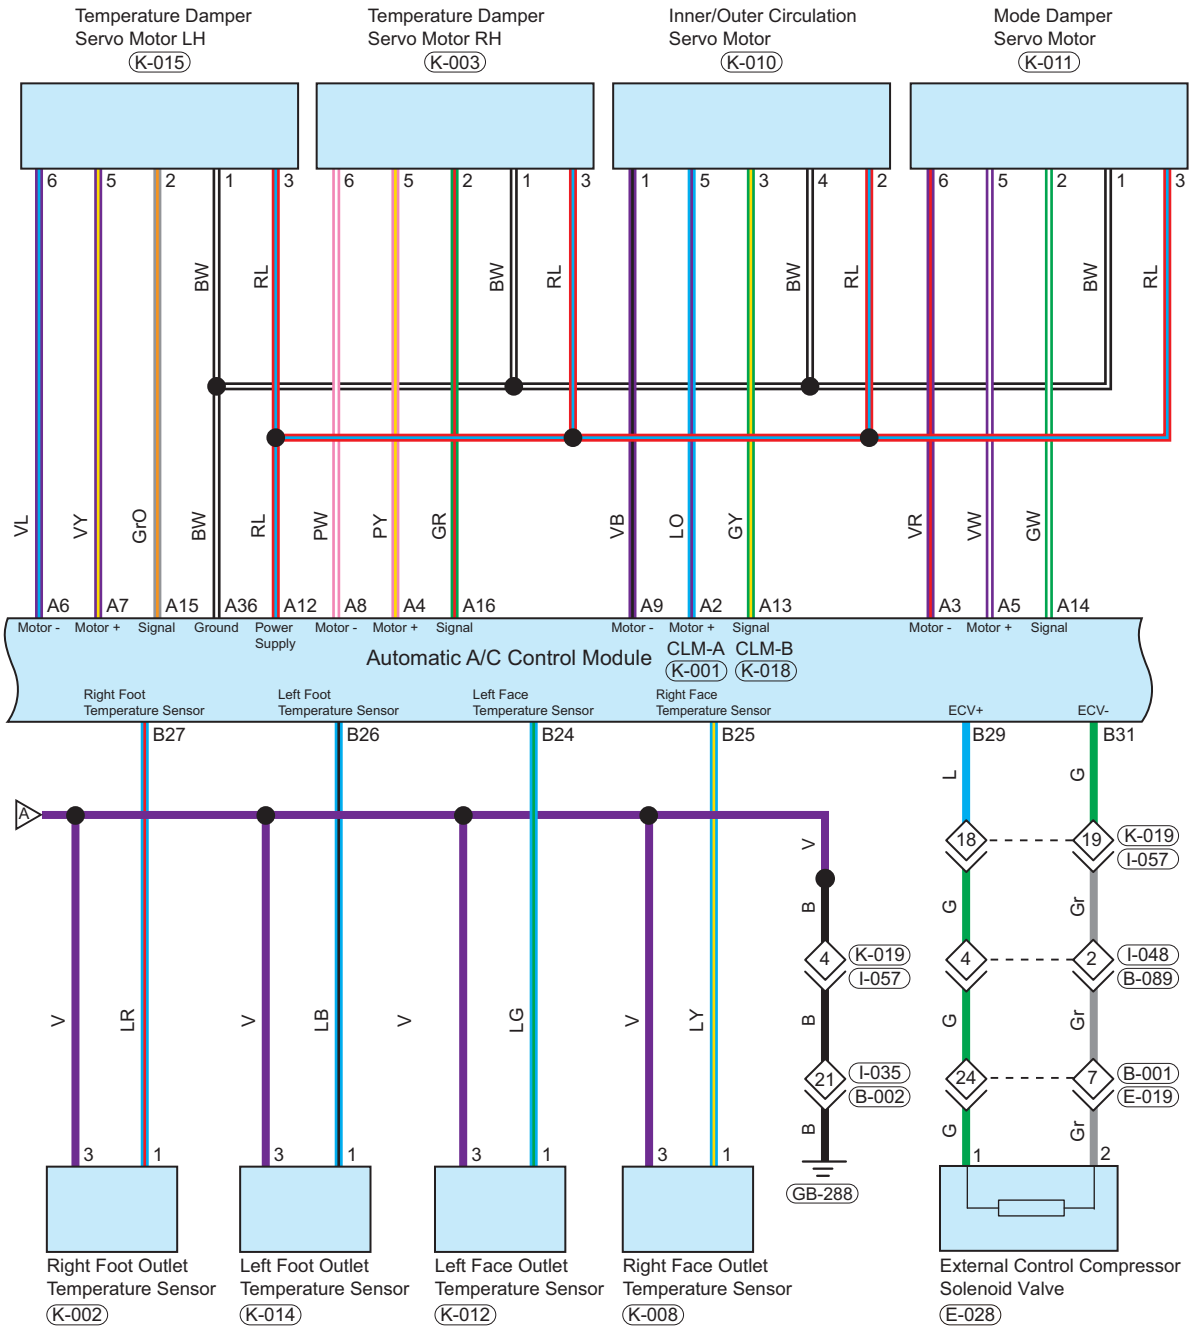 Temperature Damper
Servo Motor LH
K-015
Temperature Damper
Servo Motor RH
K-003
Inner/Outer Circulation
Servo Motor
K-010
Mode Damper
Servo Motor
K-011
6 5 2 1 3
6 5 2 1 3
1 5 3 4 2
6 5 2 1 3
BW RL BW RL BW RL BW RL
VL VY GrO BW RL PW PY GR VB LO GY VR VW GW
A6 A7 A15 A36 A12 A8 A4 A16 A9 A2 A13 A3 A5 A14
Motor - Motor + Signal Ground Power Motor - Motor + Signal Motor - Motor + Signal Motor - Motor + Signal
Supply
Automatic A/C Control Module
CLM-A CLM-B
K-001 K-018
Right Foot
Temperature Sensor
Left Foot
Temperature Sensor
Left Face
Temperature Sensor
Right Face
Temperature Sensor
ECV+ ECV-
B27 B26 B24 B25 B29 B31
L G
A
V
18 19 K-019
I-057
B G Gr
4 K-019
I-057
4 2 I-048
B-089
V LR V LB V LG V LY B G Gr
21 I-035
B-002
24 7 B-001
E-019
B G Gr
3 1 3 1 3 1 3 1 1 2
GB-288
Right Foot Outlet
Temperature Sensor
K-002
Left Foot Outlet
Temperature Sensor
K-014
Left Face Outlet
Temperature Sensor
K-012
Right Face Outlet
Temperature Sensor
K-008
External Control Compressor
Solenoid Valve
E-028